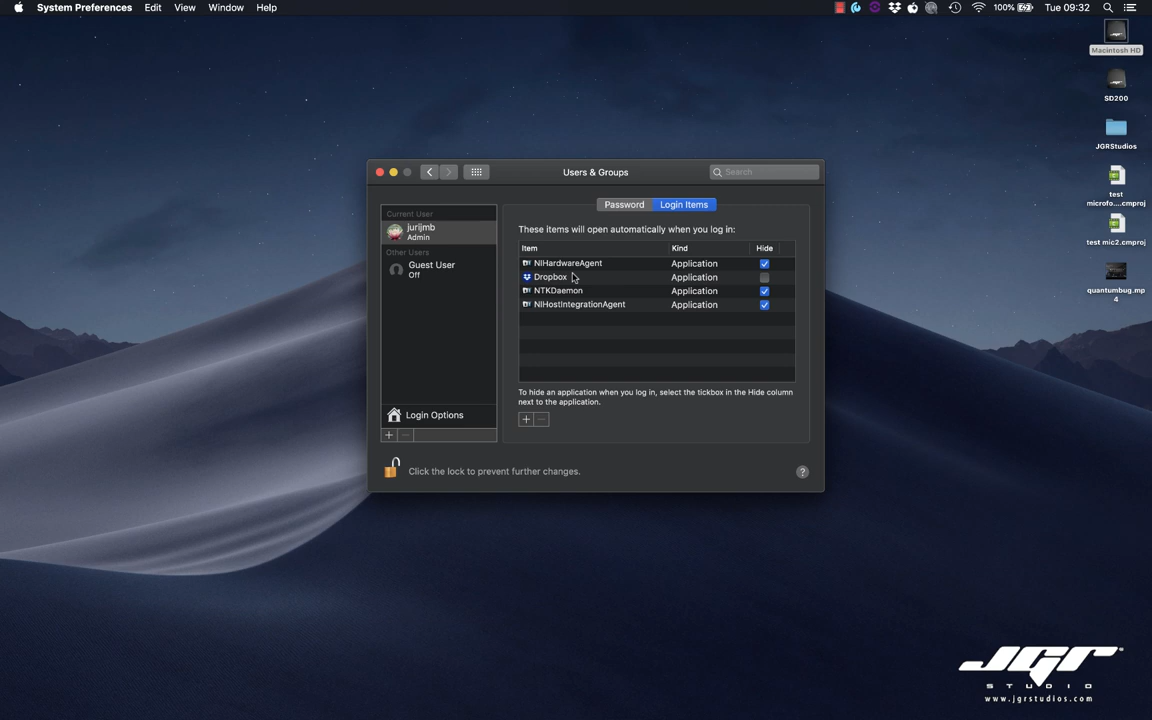 System Preferences Edit View Window Help 100% Tue 09:32
Macintosh HD
SD200
JGRStudios
test
microfo....cmproj
test mic2.cmproj
quantumbug.mp
4
Users & Groups
Search
Password Login Items
Current User
jurijmb
Admin
Other Users
Guest User
Off
Login Options
These items will open automatically when you log in:
Item Kind Hide
NIHardwareAgent Application
Dropbox Application
NTKDaemon Application
NIHostIntegrationAgent Application
To hide an application when you log in, select the tickbox in the Hide column
next to the application.
Click the lock to prevent further changes.
?
JGR
STUDIO
www.jgrstudios.com